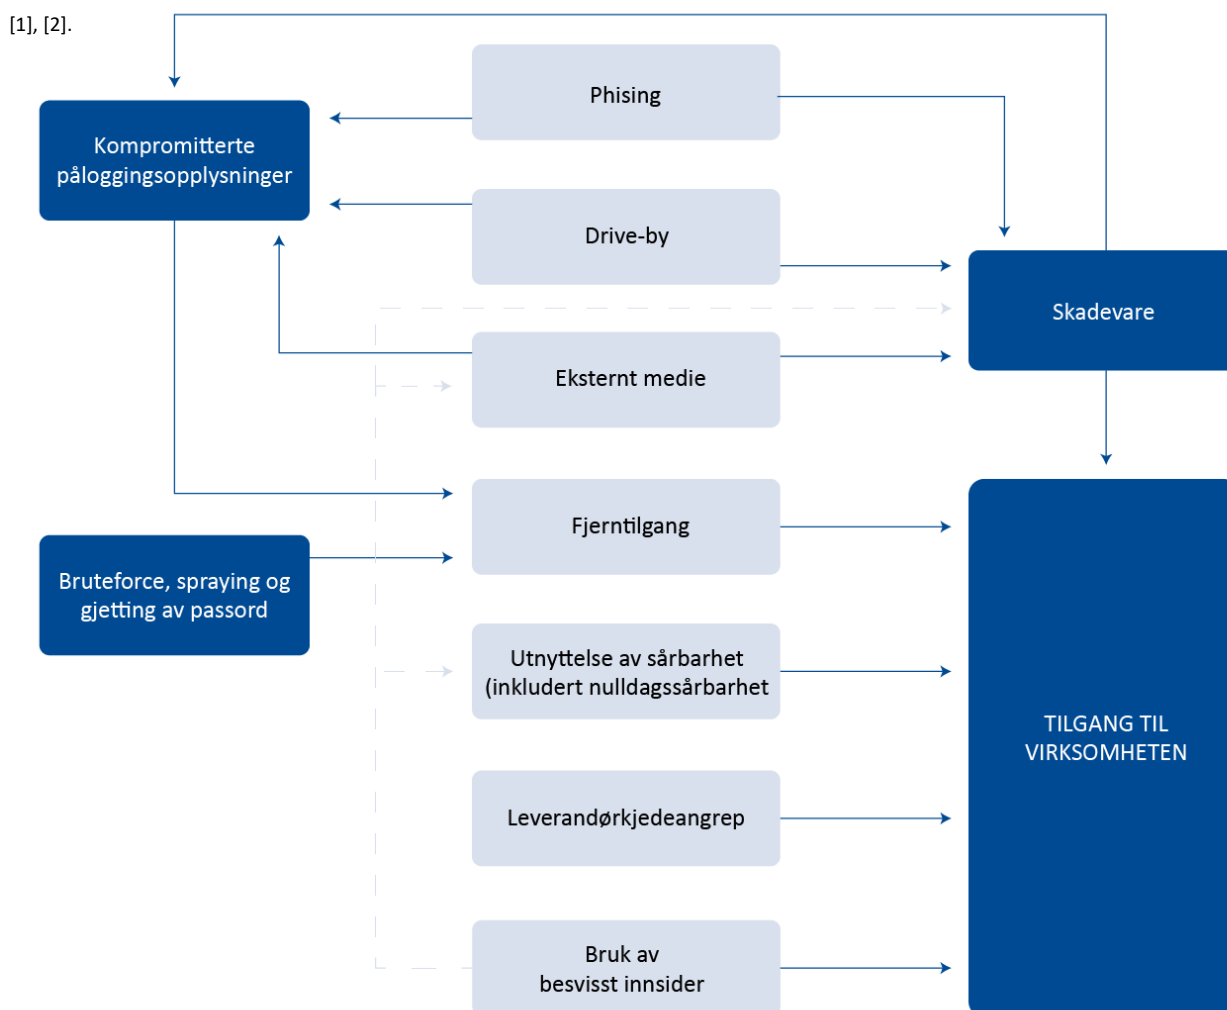 [1], [2].
Phising
Kompromitterte
påloggingsopplysninger
Drive-by
Skadevare
Eksternt medie
Fjerntilgang
Bruteforce, spraying og
gjetting av passord
Utnyttelse av sårbarhet
(inkludert nulldagssårbarhet
TILGANG TIL
VIRKSOMHETEN
Leverandørkjedeangrep
Bruk av
besvisst innsider